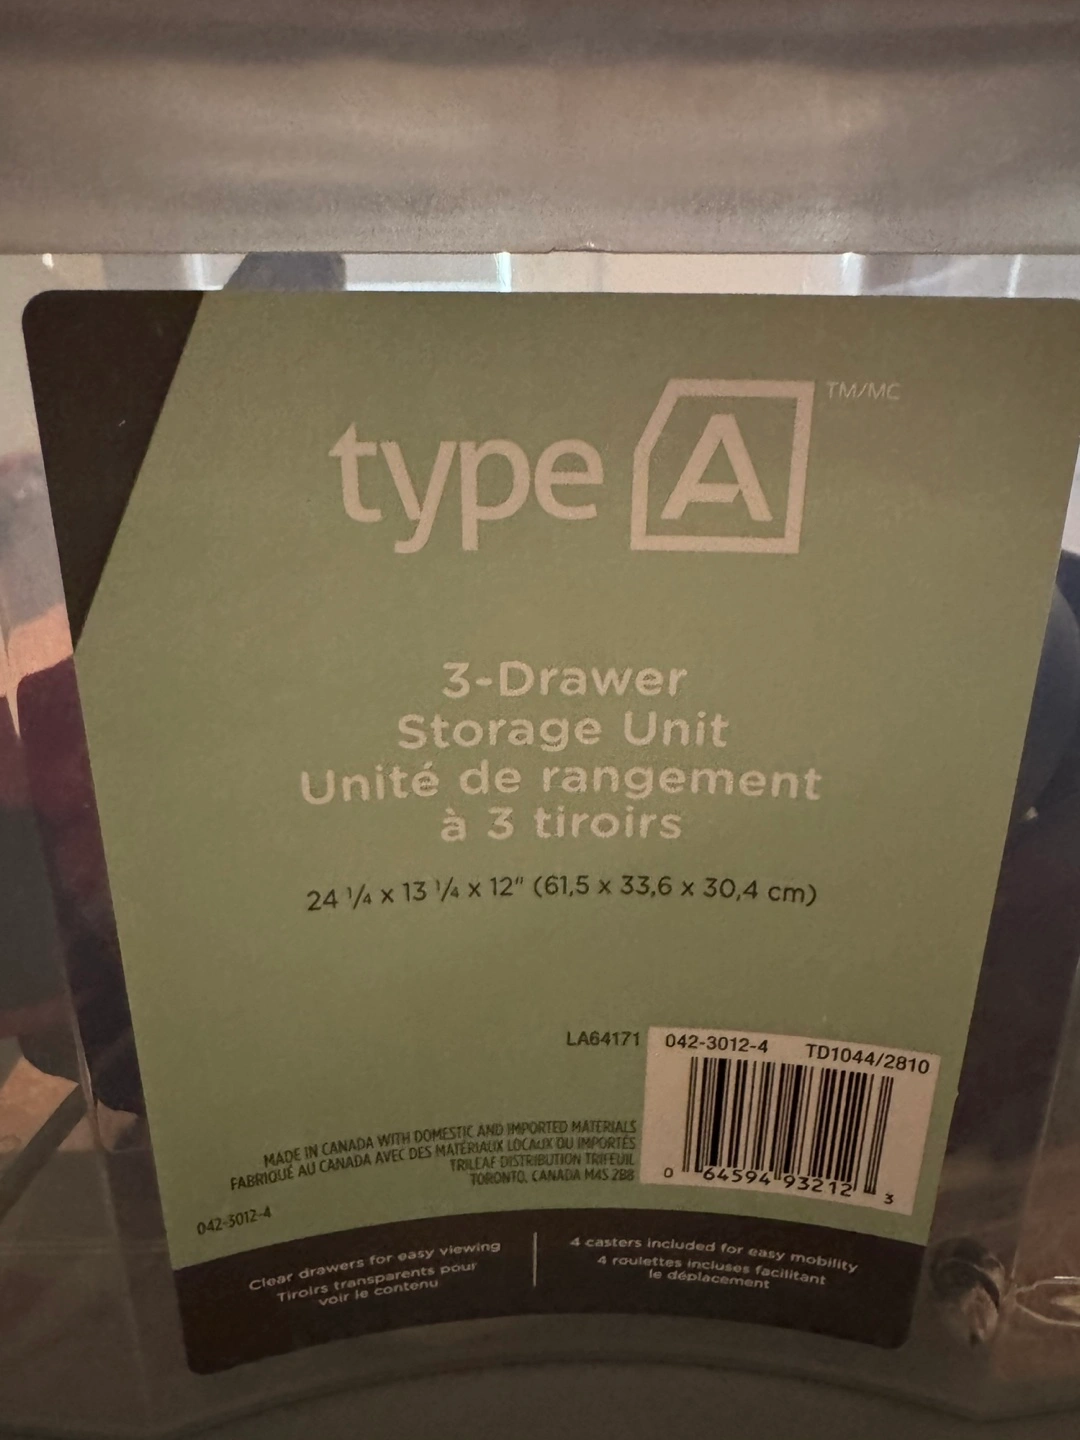 type A TM/MC
3-Drawer
Storage Unit
Unité de rangement
à 3 tiroirs
24 1/4 x 13 1/4 x 12" (61,5 x 33,6 x 30,4 cm)
LA64171
042-3012-4 TD1044/2810
0 64594 93212 3
MADE IN CANADA WITH DOMESTIC AND IMPORTED MATERIALS
FABRIQUÉ AU CANADA AVEC DES MATÉRIAUX LOCAUX OU IMPORTÉS
TRILEAF DISTRIBUTION TRIFEUIL
TORONTO, CANADA M4S 2B8
042-3012-4
Clear drawers for easy viewing
Tiroirs transparents pour
voir le contenu
4 casters included for easy mobility
4 roulettes incluses facilitant
le déplacement